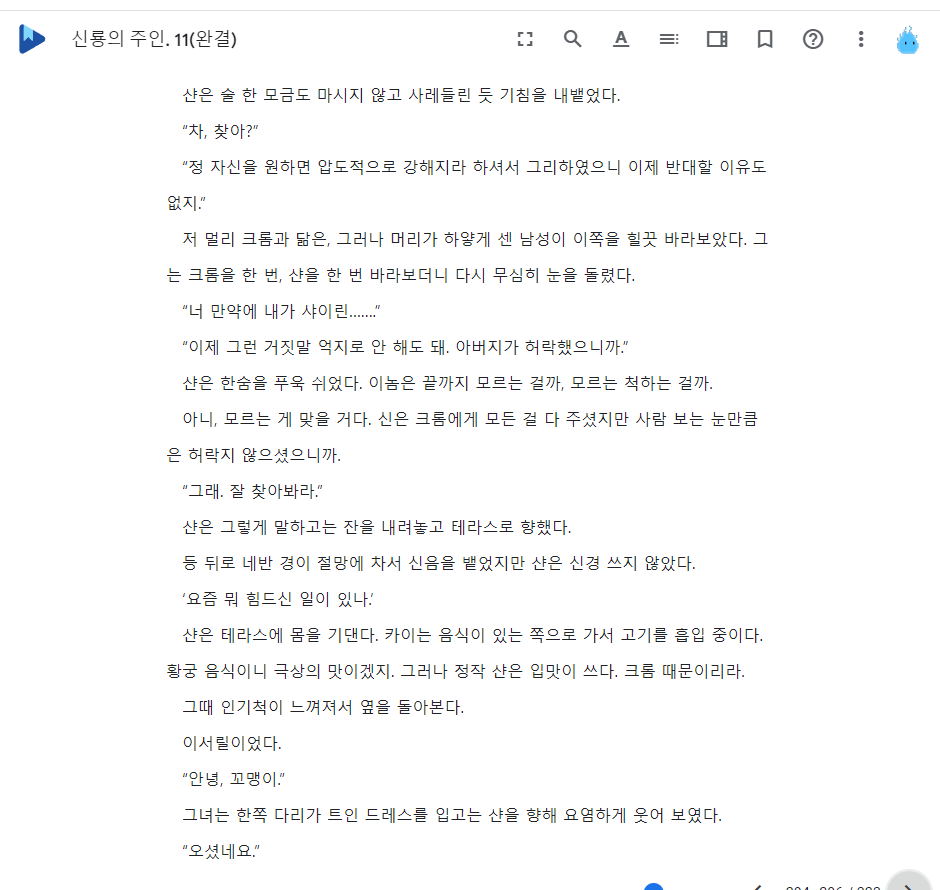 신룡의 주인. 11(완결)
샨은 술 한 모금도 마시지 않고 사레들린 듯 기침을 내뱉었다.
“차, 찾아?”
“정 자신을 원하면 압도적으로 강해지라 하셔서 그리하였으니 이제 반대할 이유도
없지.”
저 멀리 크롬과 닮은, 그러나 머리가 하얗게 센 남성이 이쪽을 힐끗 바라보았다. 그
는 크롬을 한 번, 샨을 한 번 바라보더니 다시 무심히 눈을 돌렸다.
“너 만약에 내가 샤이린…….”
“이제 그런 거짓말 억지로 안 해도 돼. 아버지가 허락했으니까.”
샨은 한숨을 푸욱 쉬었다. 이놈은 끝까지 모르는 걸까, 모르는 척하는 걸까.
아니, 모르는 게 맞을 거다. 신은 크롬에게 모든 걸 다 주셨지만 사람 보는 눈만큼
은 허락지 않으셨으니까.
“그래. 잘 찾아봐라.”
샨은 그렇게 말하고는 잔을 내려놓고 테라스로 향했다.
등 뒤로 네반 경이 절망에 차서 신음을 뱉었지만 샨은 신경 쓰지 않았다.
‘요즘 뭐 힘드신 일이 있나.’
샨은 테라스에 몸을 기댄다. 카이는 음식이 있는 쪽으로 가서 고기를 흡입 중이다.
황궁 음식이니 극상의 맛이겠지. 그러나 정작 샨은 입맛이 쓰다. 크롬 때문이리라.
그때 인기척이 느껴져서 옆을 돌아본다.
이서릴이었다.
“안녕, 꼬맹이.”
그녀는 한쪽 다리가 트인 드레스를 입고는 샨을 향해 요염하게 웃어 보였다.
“오셨네요.”